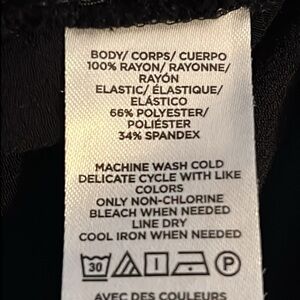 BODY/ CORPS/ CUERPO
100% RAYON/ RAYONNE/
RAYÓN
ELASTIC/ ÉLASTIQUE/
ELÁSTICO
66% POLYESTER/
POLIÉSTER
34% SPANDEX
MACHINE WASH COLD
DELICATE CYCLE WITH LIKE
COLORS
ONLY NON-CHLORINE
BLEACH WHEN NEEDED
LINE DRY
COOL IRON WHEN NEEDED
30 P
AVEC DES COULEURS